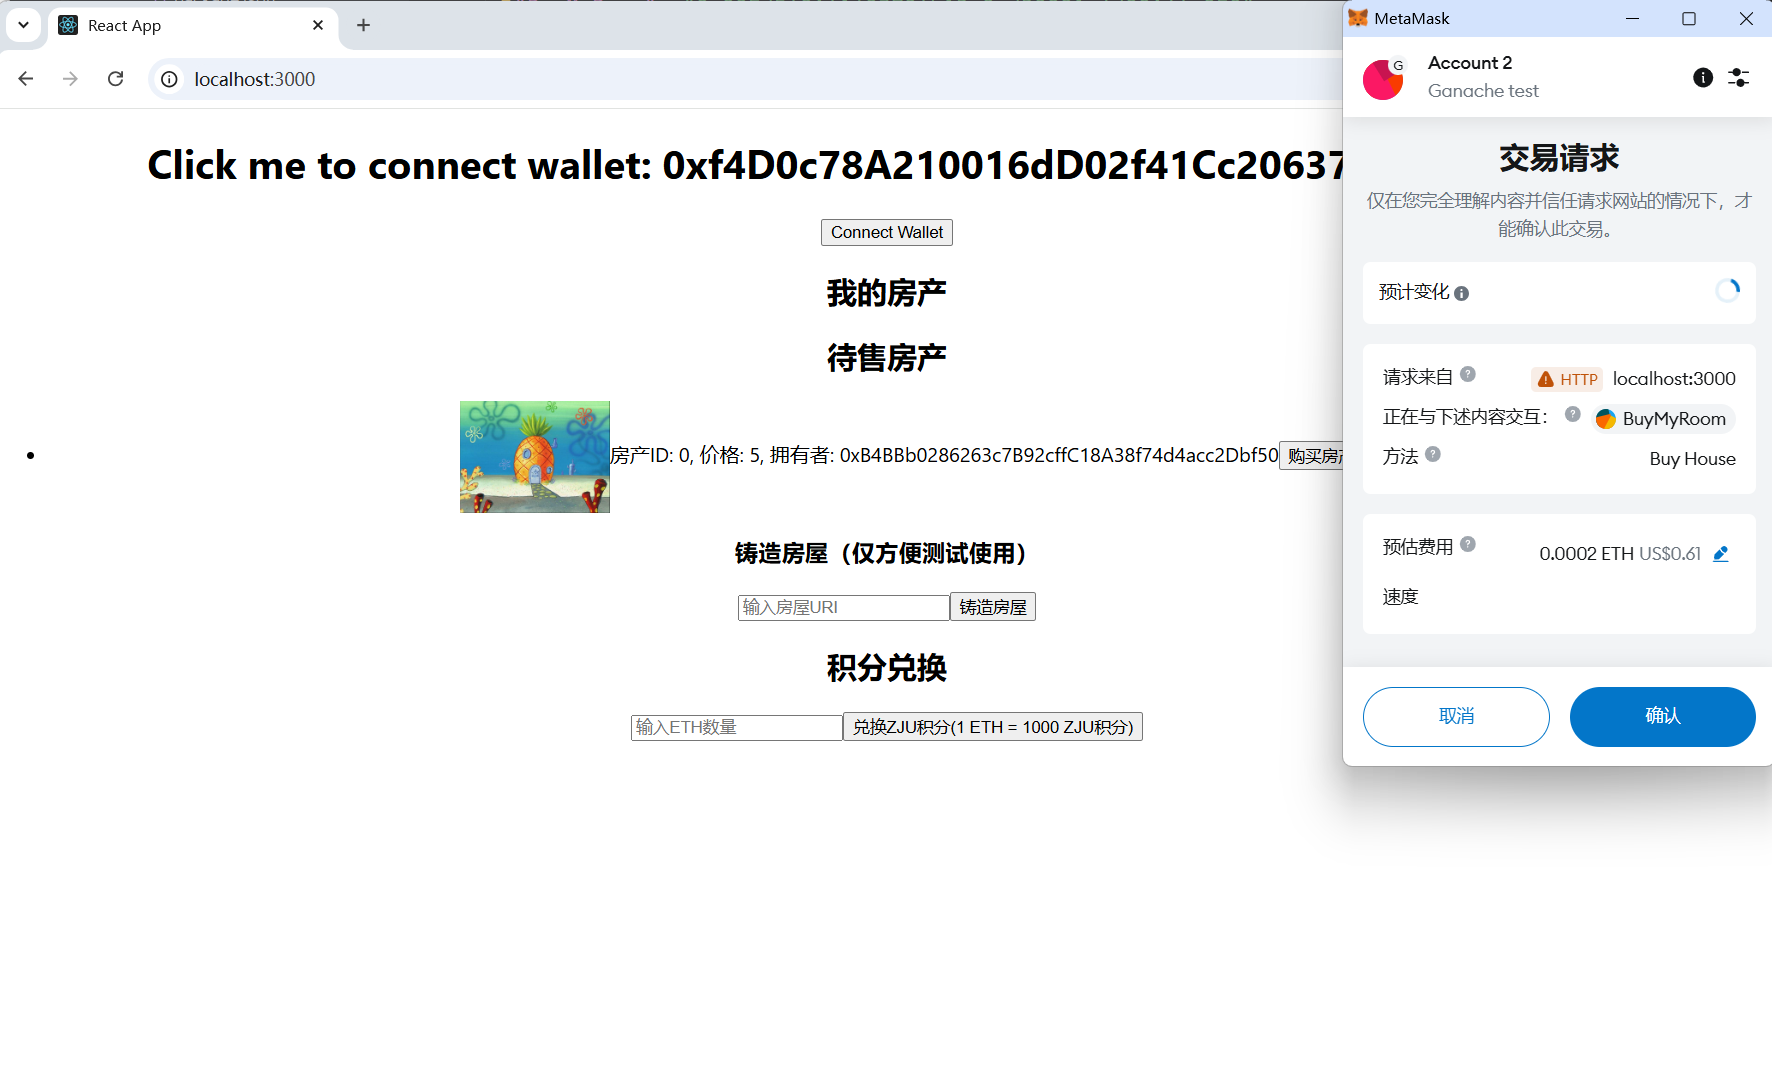 React App
localhost:3000
Click me to connect wallet: 0xf4D0c78A210016dD02f41Cc20637
Connect Wallet
我的房产
待售房产
房产ID: 0, 价格: 5, 拥有者: 0xB4BBb0286263c7B92cffC18A38f74d4acc2Dbf50 购买房
铸造房屋（仅方便测试使用）
输入房屋URI 铸造房屋
积分兑换
输入ETH数量 兑换ZJU积分(1 ETH = 1000 ZJU积分)
MetaMask
G
Account 2
Ganache test
交易请求
仅在您完全理解内容并信任请求网站的情况下，才
能确认此交易。
预计变化
请求来自 HTTP localhost:3000
正在与下述内容交互： BuyMyRoom
方法 Buy House
预估费用 0.0002 ETH US$0.61
速度
取消 确认